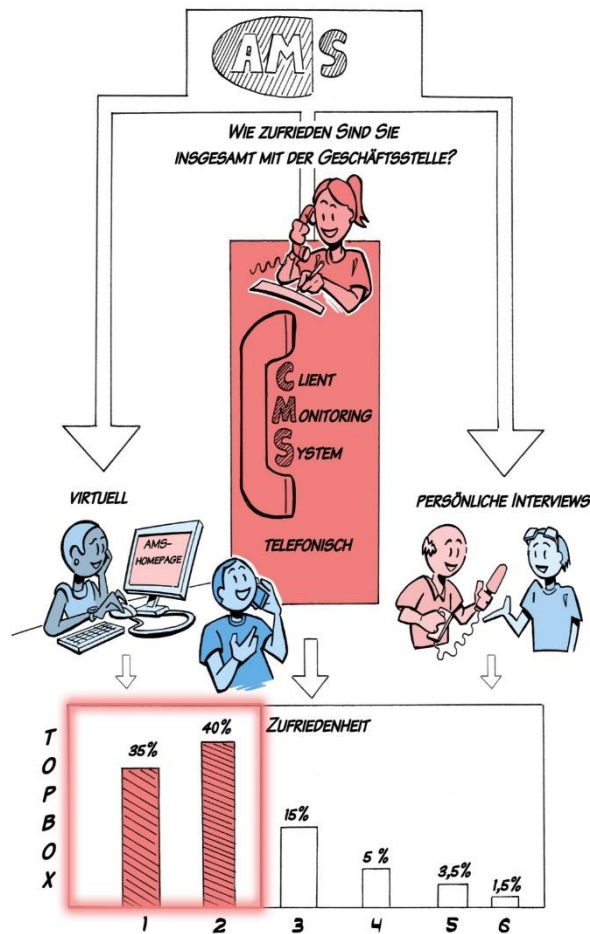 AMS
WIE ZUFRIEDEN SIND SIE
INSGESAMT MIT DER GESCHÄFTSSTELLE?
CLIENT
MONITORING
SYSTEM
VIRTUELL
PERSÖNLICHE INTERVIEWS
AMS-
HOMEPAGE
TELEFONISCH
TOPBOX
ZUFRIEDENHEIT
35%
40%
15%
5 %
3,5%
1,5%
1 2 3 4 5 6